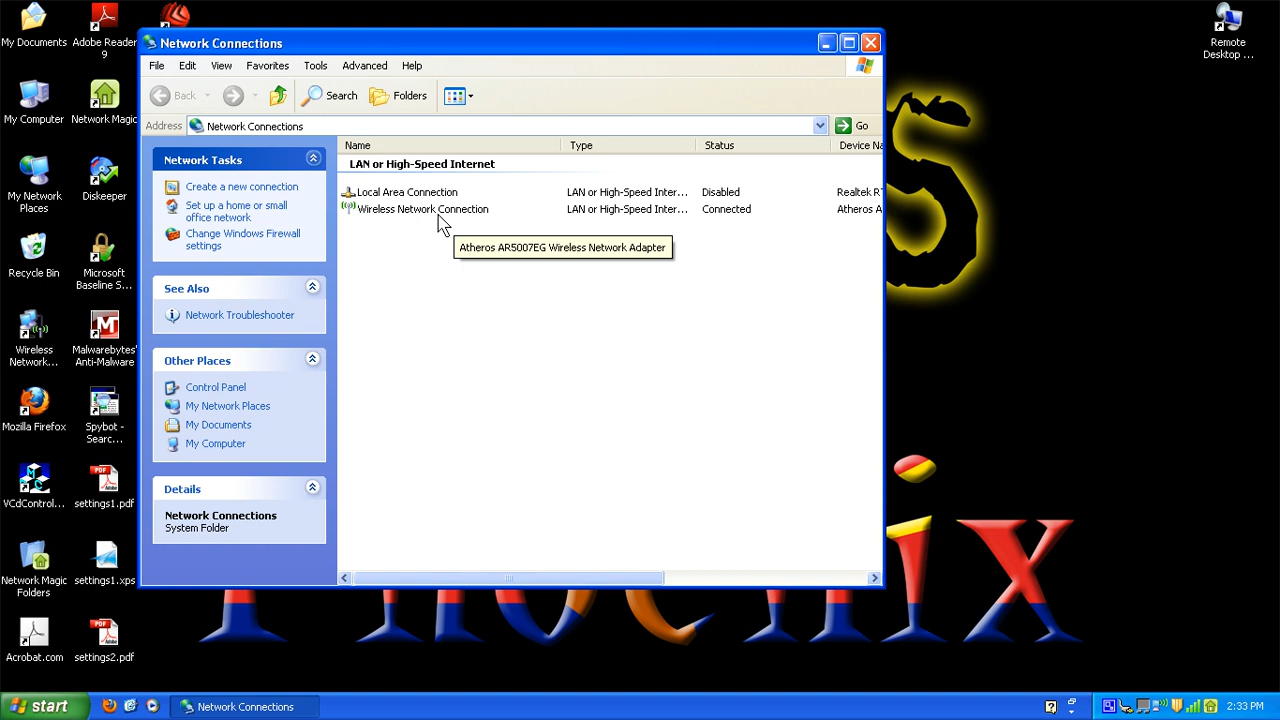 My Documents
Adobe Reader
9
My Computer
Network Magic
My Network
Places
Diskeeper
Recycle Bin
Microsoft
Baseline S...
Wireless
Network...
Malwarebytes'
Anti-Malware
Mozilla Firefox
Spybot -
Searc...
VCdControl...
settings1.pdf
Network Magic
Folders
settings1.xps
Acrobat.com
settings2.pdf
Remote
Desktop ...
Network Connections
File Edit View Favorites Tools Advanced Help
Back Search Folders
Address Network Connections Go
Network Tasks
Create a new connection
Set up a home or small
office network
Change Windows Firewall
settings
See Also
Network Troubleshooter
Other Places
Control Panel
My Network Places
My Documents
My Computer
Details
Network Connections
System Folder
Name Type Status Device Na
LAN or High-Speed Internet
Local Area Connection LAN or High-Speed Inter... Disabled Realtek RT
Wireless Network Connection LAN or High-Speed Inter... Connected Atheros A
Atheros AR5007EG Wireless Network Adapter
start Network Connections 2:33 PM